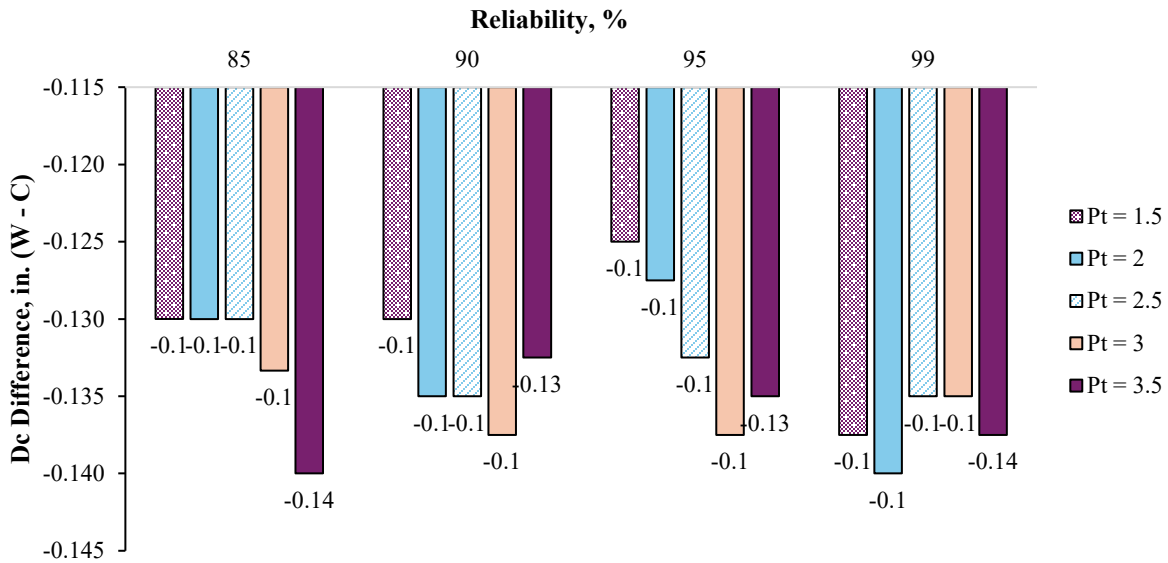 Reliability, %
85 90 95 99
-0.115
-0.120
-0.125
-0.130
-0.135
-0.140
-0.145
Dc Difference, in. (W - C)
-0.1 -0.1 -0.1 -0.1 -0.14
-0.1 -0.1 -0.1 -0.1 -0.13
-0.1 -0.1 -0.1 -0.1 -0.13
-0.1 -0.1 -0.1 -0.1 -0.14
Pt = 1.5
Pt = 2
Pt = 2.5
Pt = 3
Pt = 3.5